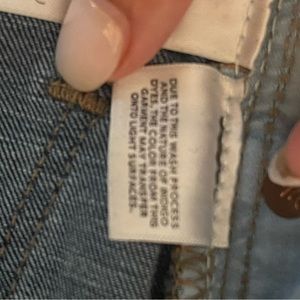 DUE TO THIS WASH PROCESS
AND THE NATURE OF INDIGO
DYES, THE COLOR FROM THIS
GARMENT MAY TRANSFER
ONTO LIGHT SURFACES.